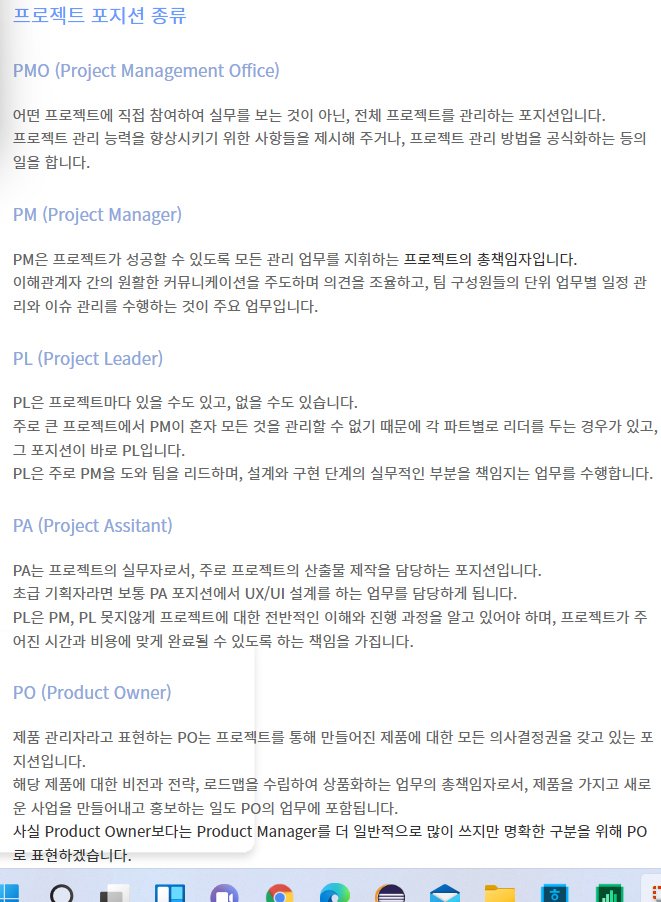 프로젝트 포지션 종류
PMO (Project Management Office)
어떤 프로젝트에 직접 참여하여 실무를 보는 것이 아닌, 전체 프로젝트를 관리하는 포지션입니다.
프로젝트 관리 능력을 향상시키기 위한 사항들을 제시해 주거나, 프로젝트 관리 방법을 공식화하는 등의
일을 합니다.
PM (Project Manager)
PM은 프로젝트가 성공할 수 있도록 모든 관리 업무를 지휘하는 프로젝트의 총책임자입니다.
이해관계자 간의 원활한 커뮤니케이션을 주도하며 의견을 조율하고, 팀 구성원들의 단위 업무별 일정 관
리와 이슈 관리를 수행하는 것이 주요 업무입니다.
PL (Project Leader)
PL은 프로젝트마다 있을 수도 있고, 없을 수도 있습니다.
주로 큰 프로젝트에서 PM이 혼자 모든 것을 관리할 수 없기 때문에 각 파트별로 리더를 두는 경우가 있고,
그 포지션이 바로 PL입니다.
PL은 주로 PM을 도와 팀을 리드하며, 설계와 구현 단계의 실무적인 부분을 책임지는 업무를 수행합니다.
PA (Project Assitant)
PA는 프로젝트의 실무자로서, 주로 프로젝트의 산출물 제작을 담당하는 포지션입니다.
초급 기획자라면 보통 PA 포지션에서 UX/UI 설계를 하는 업무를 담당하게 됩니다.
PL은 PM, PL 못지않게 프로젝트에 대한 전반적인 이해와 진행 과정을 알고 있어야 하며, 프로젝트가 주
어진 시간과 비용에 맞게 완료될 수 있도록 하는 책임을 가집니다.
PO (Product Owner)
제품 관리자라고 표현하는 PO는 프로젝트를 통해 만들어진 제품에 대한 모든 의사결정권을 갖고 있는 포
지션입니다.
해당 제품에 대한 비전과 전략, 로드맵을 수립하여 상품화하는 업무의 총책임자로서, 제품을 가지고 새로
운 사업을 만들어내고 홍보하는 일도 PO의 업무에 포함됩니다.
사실 Product Owner보다는 Product Manager를 더 일반적으로 많이 쓰지만 명확한 구분을 위해 PO
로 표현하겠습니다.